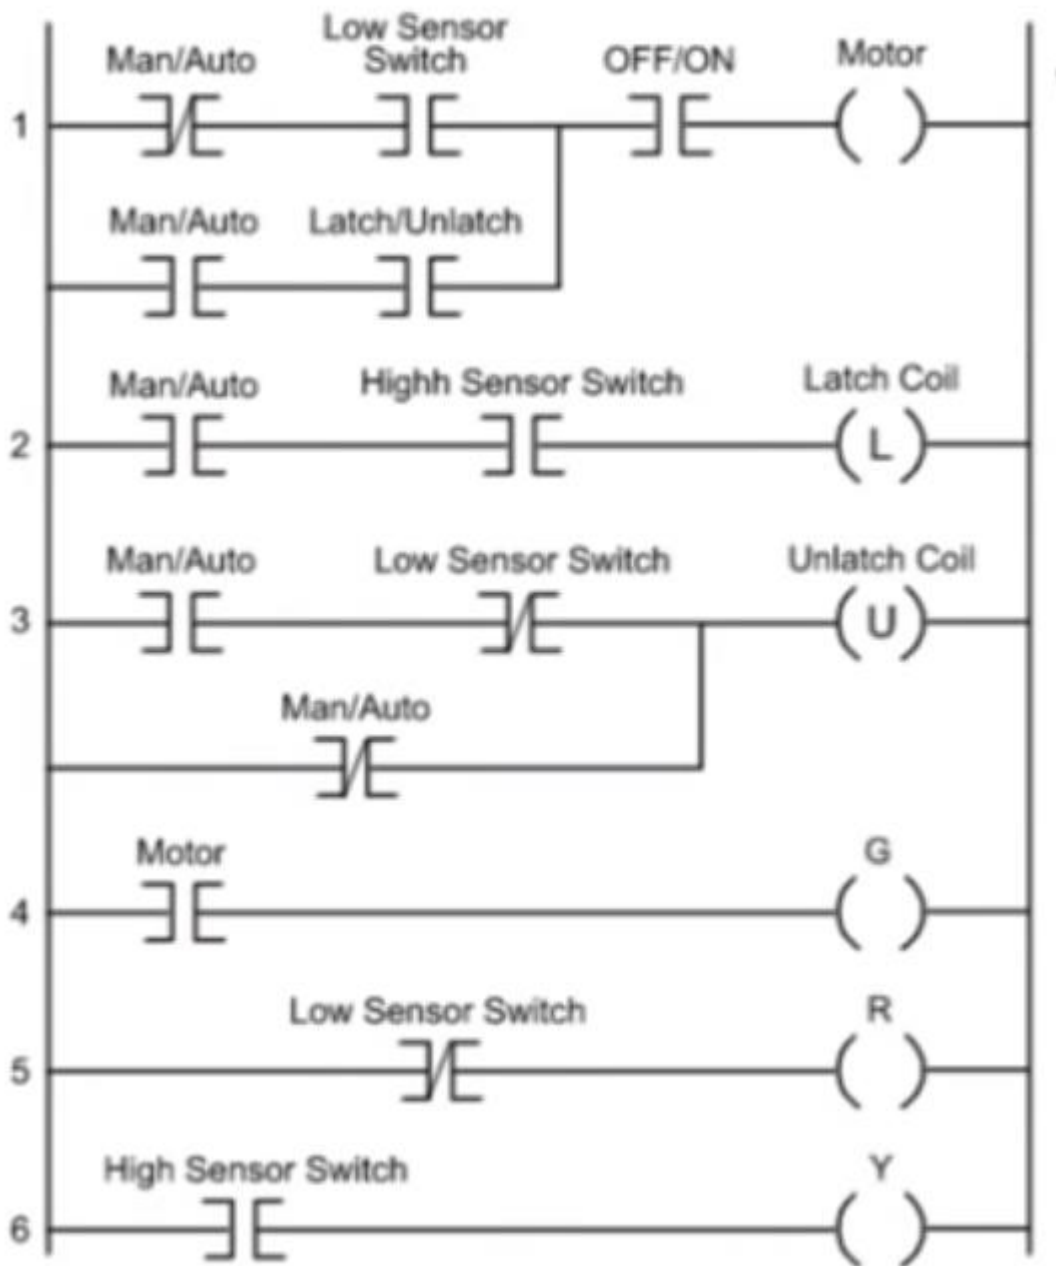 Low Sensor
Man/Auto Switch OFF/ON Motor
1
Man/Auto Latch/Unlatch
Man/Auto Highh Sensor Switch Latch Coil
2 L
Man/Auto Low Sensor Switch Unlatch Coil
3 U
Man/Auto
Motor G
4
Low Sensor Switch R
5
High Sensor Switch Y
6